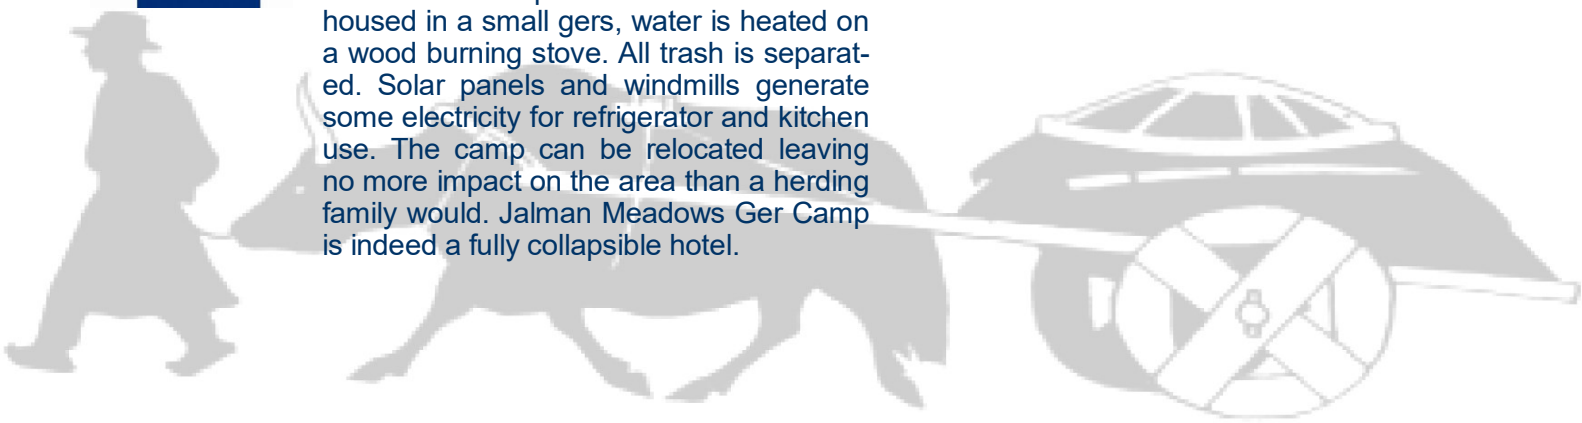 housed in a small gers, water is heated on
a wood burning stove. All trash is separat-
ed. Solar panels and windmills generate
some electricity for refrigerator and kitchen
use. The camp can be relocated leaving
no more impact on the area than a herding
family would. Jalman Meadows Ger Camp
is indeed a fully collapsible hotel.